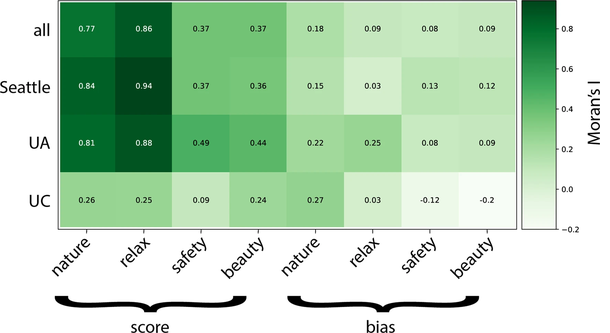 all 0.77 0.86 0.37 0.37 0.18 0.09 0.08 0.09
Seattle 0.84 0.94 0.37 0.36 0.15 0.03 0.13 0.12
UA 0.81 0.88 0.49 0.44 0.22 0.25 0.08 0.09
UC 0.26 0.25 0.09 0.24 0.27 0.03 -0.12 -0.2
nature relax safety beauty nature relax safety beauty
score bias
0.8
0.6
0.4
0.2
0.0
−0.2
Moran's I